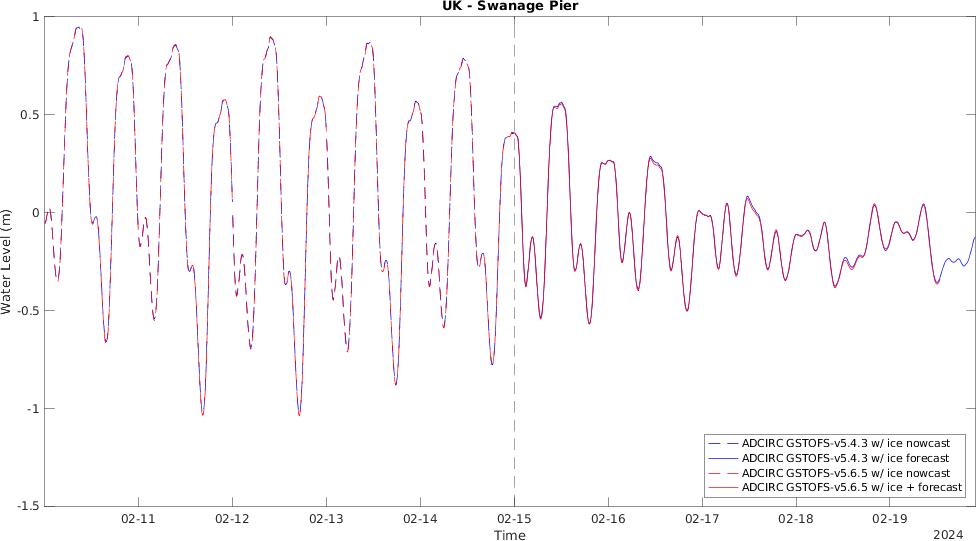 UK - Swanage Pier
1
0.5
0
-0.5
-1
-1.5
Water Level (m)
02-11
02-12
02-13
02-14
02-15
02-16
02-17
02-18
02-19
Time
2024
ADCIRC GSTOFS-v5.4.3 w/ ice nowcast
ADCIRC GSTOFS-v5.4.3 w/ ice forecast
ADCIRC GSTOFS-v5.6.5 w/ ice nowcast
ADCIRC GSTOFS-v5.6.5 w/ ice + forecast